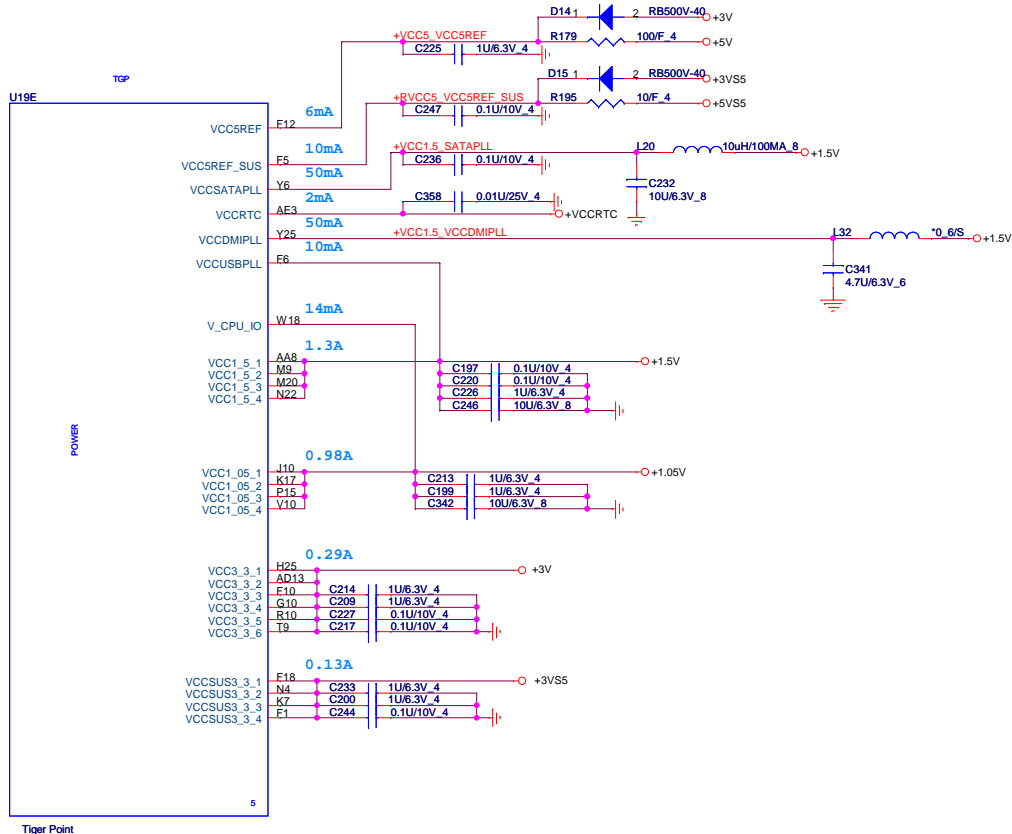 D14 1 2 RB500V-40 +3V
+VCC5_VCC5REF R179 100/F_4 +5V
C225 1U/6.3V_4
D15 1 2 RB500V-40 +3VS5
TGP
+RVCC5_VCC5REF_SUS R195 10/F_4 +5VS5
U19E
C247 0.1U/10V_4
6mA
VCC5REF F12
+VCC1.5_SATAPLL L20 10uH/100MA_8 +1.5V
10mA
VCC5REF_SUS F5
C236 0.1U/10V_4
50mA
VCCSATAPLL Y6
C232
10U/6.3V_8
2mA
C358 0.01U/25V_4
VCCRTC AE3 +VCCRTC
50mA
VCCDMIPLL Y25 +VCC1.5_VCCDMIPLL L32 *0_6/S +1.5V
10mA
VCCUSBPLL F6
C341
4.7U/6.3V_6
14mA
V_CPU_IO W18
1.3A
VCC1_5_1 AA8 +1.5V
VCC1_5_2 M9 C197 0.1U/10V_4
VCC1_5_3 M20 C220 0.1U/10V_4
VCC1_5_4 N22 C226 1U/6.3V_4
C246 10U/6.3V_8
POWER
0.98A
VCC1_05_1 J10 +1.05V
VCC1_05_2 K17 C213 1U/6.3V_4
VCC1_05_3 P15 C199 1U/6.3V_4
VCC1_05_4 V10 C342 10U/6.3V_8
0.29A
VCC3_3_1 H25 +3V
VCC3_3_2 AD13
VCC3_3_3 F10 C214 1U/6.3V_4
VCC3_3_4 G10 C209 1U/6.3V_4
VCC3_3_5 R10 C227 0.1U/10V_4
VCC3_3_6 T9 C217 0.1U/10V_4
0.13A
VCCSUS3_3_1 F18 +3VS5
VCCSUS3_3_2 N4 C233 1U/6.3V_4
VCCSUS3_3_3 K7 C200 1U/6.3V_4
VCCSUS3_3_4 F1 C244 0.1U/10V_4
5
Tiger Point